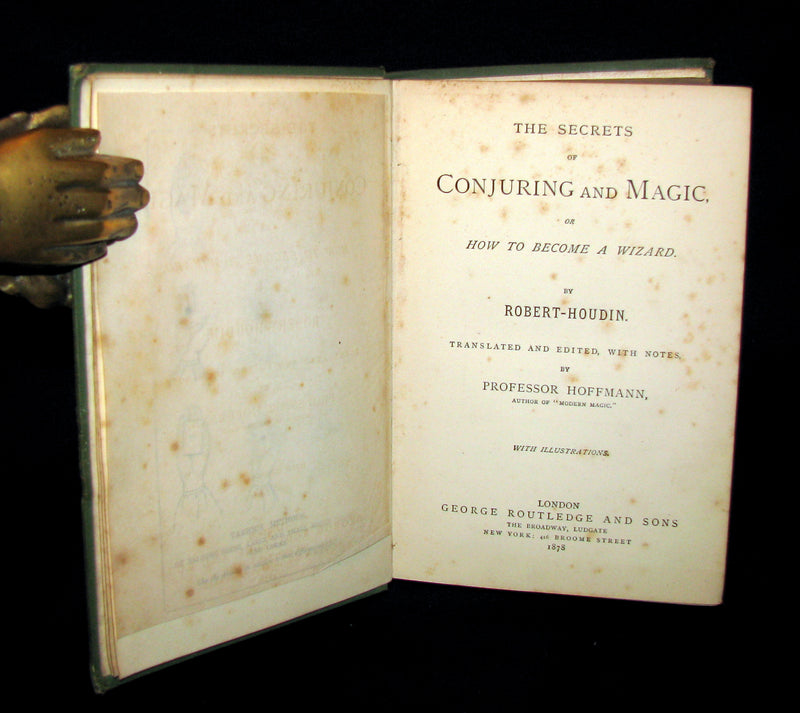 THE SECRETS
OF
CONJURING AND MAGIC,
OR
HOW TO BECOME A WIZARD.
BY
ROBERT-HOUDIN.
TRANSLATED AND EDITED, WITH NOTES,
BY
PROFESSOR HOFFMANN,
AUTHOR OF "MODERN MAGIC."
WITH ILLUSTRATIONS.
LONDON
GEORGE ROUTLEDGE AND SONS
THE BROADWAY, LUDGATE
NEW YORK: 416 BROOME STREET
1878